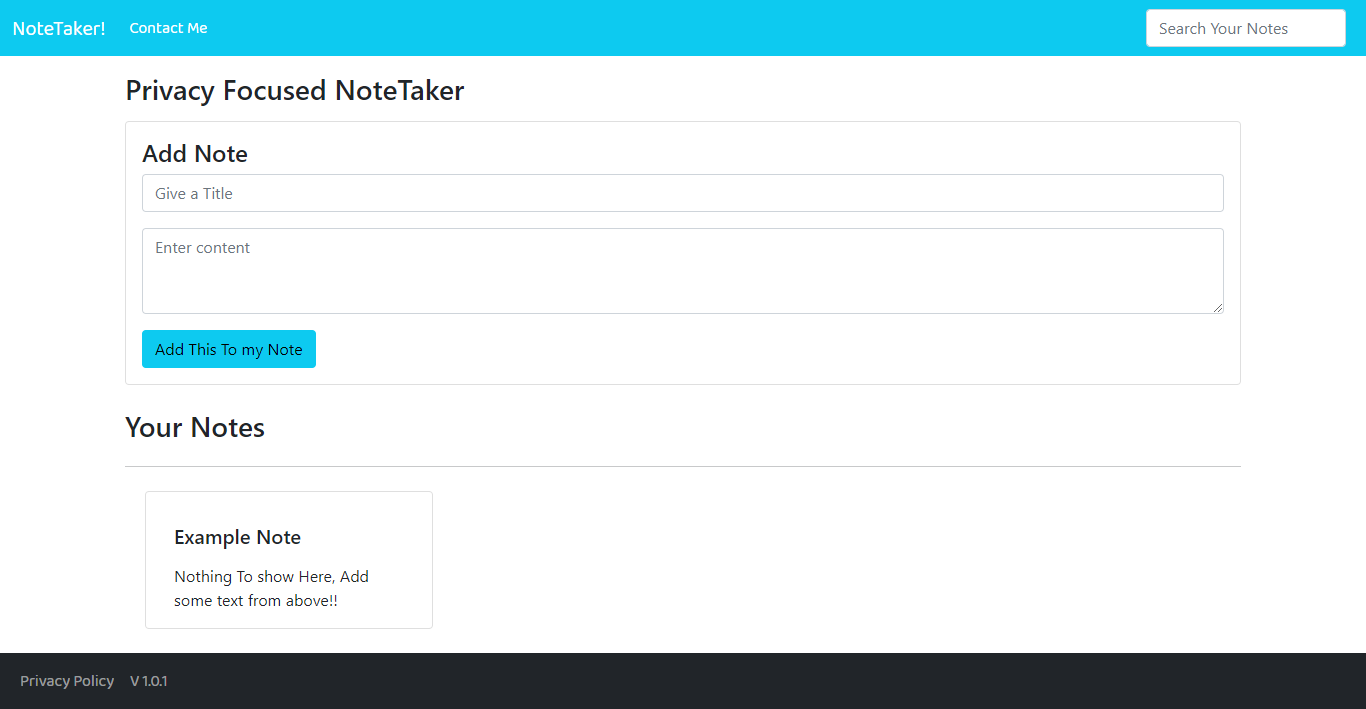 NoteTaker! Contact Me Search Your Notes
Privacy Focused NoteTaker
Add Note
Give a Title
Enter content
Add This To my Note
Your Notes
Example Note
Nothing To show Here, Add
some text from above!!
Privacy Policy V 1.0.1